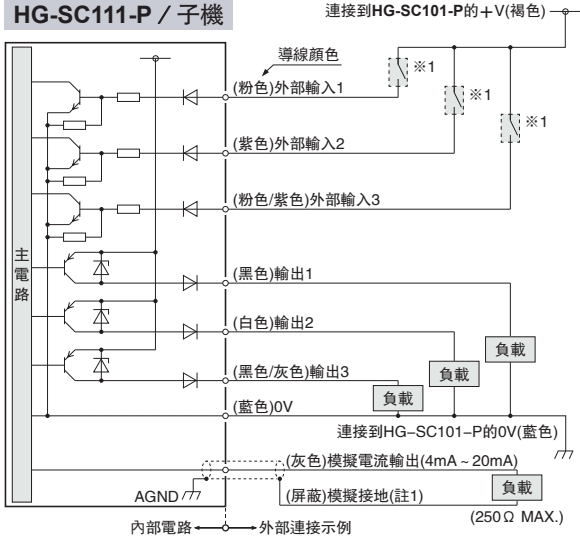 HG-SC111-P / 子機
連接到HG-SC101-P的＋V(褐色)
導線顏色
※1
(粉色)外部輸入1
※1
※1
(紫色)外部輸入2
(粉色/紫色)外部輸入3
主電路
(黑色)輸出1
(白色)輸出2
負載
(黑色/灰色)輸出3
負載
負載
(藍色)0V
連接到HG-SC101-P的0V(藍色)
(灰色)模擬電流輸出(4mA～20mA)
AGND
(屏蔽)模擬接地(註1)
負載
(250Ω MAX.)
內部電路
外部連接示例